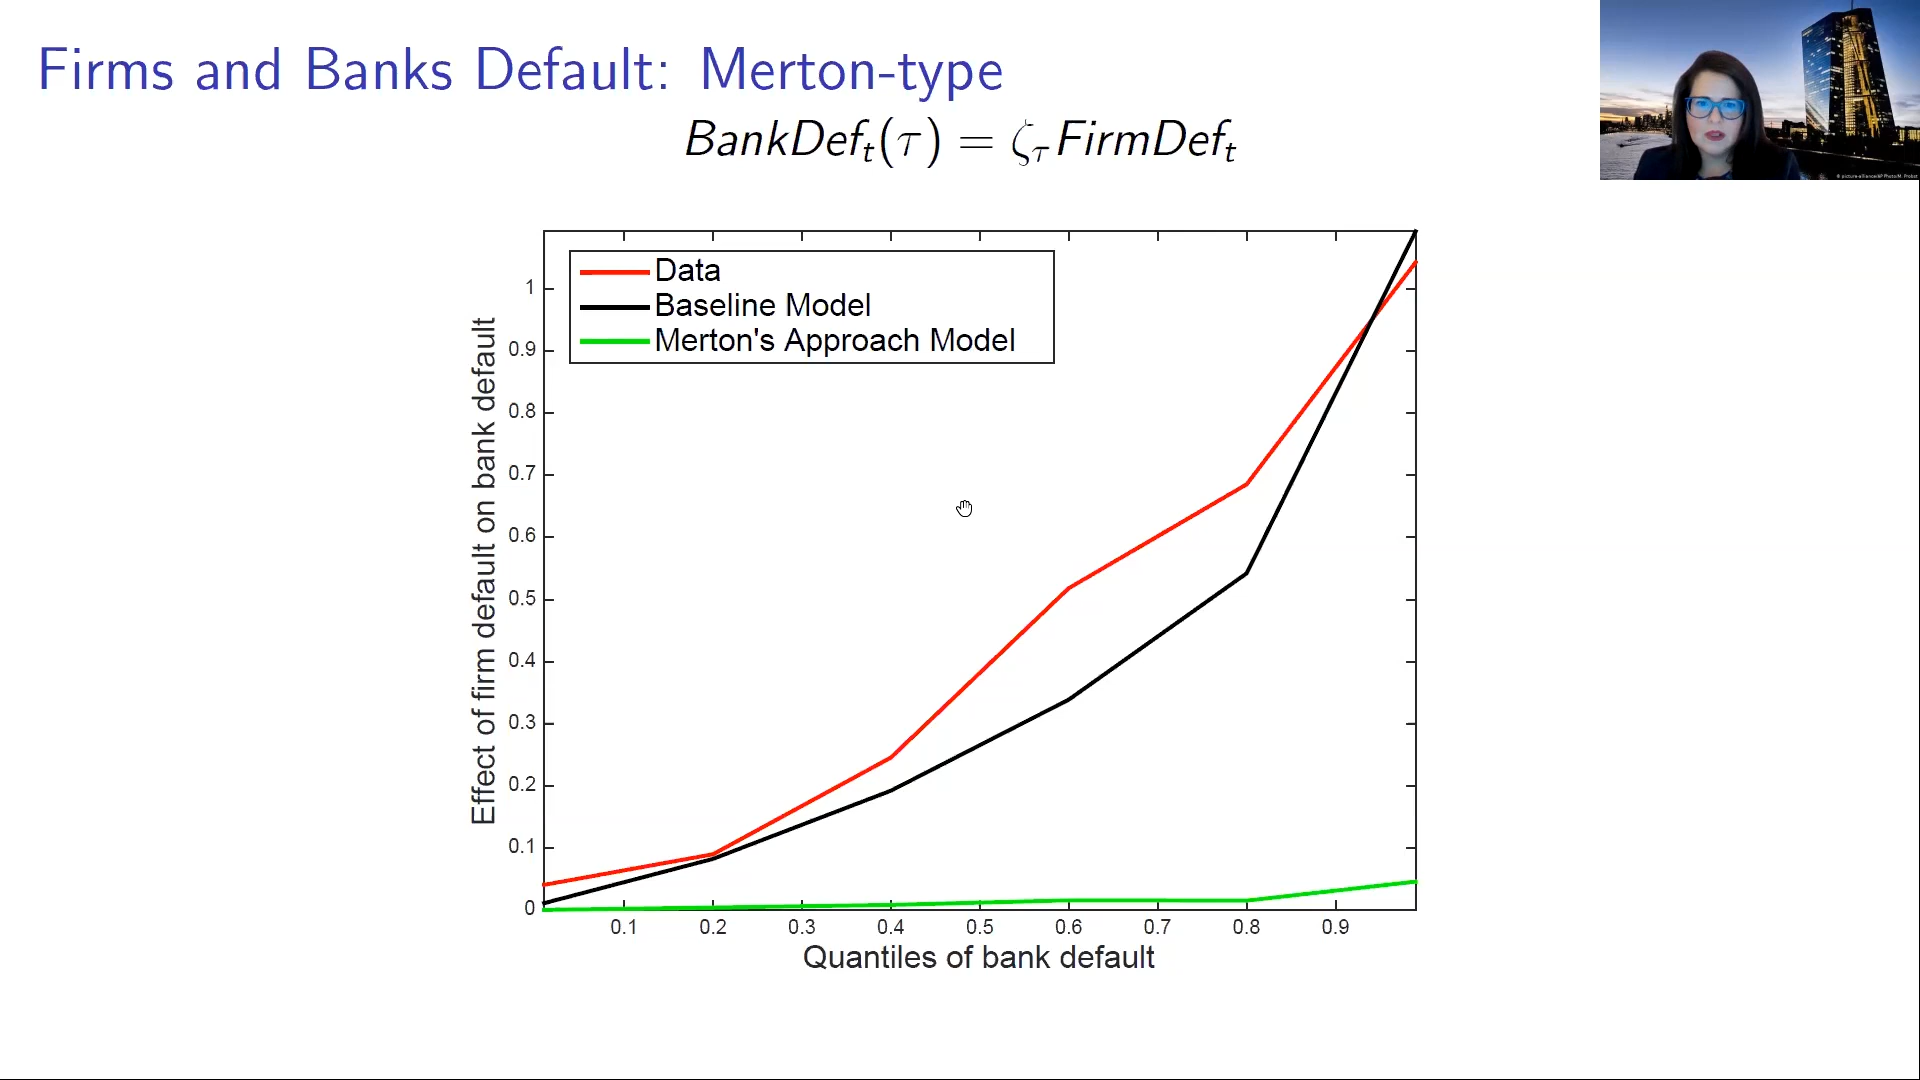 Firms and Banks Default: Merton-type
BankDefₜ(τ) = ζ_τ FirmDefₜ
Data
Baseline Model
Merton's Approach Model
Effect of firm default on bank default
1
0.9
0.8
0.7
0.6
0.5
0.4
0.3
0.2
0.1
0
0.1 0.2 0.3 0.4 0.5 0.6 0.7 0.8 0.9
Quantiles of bank default